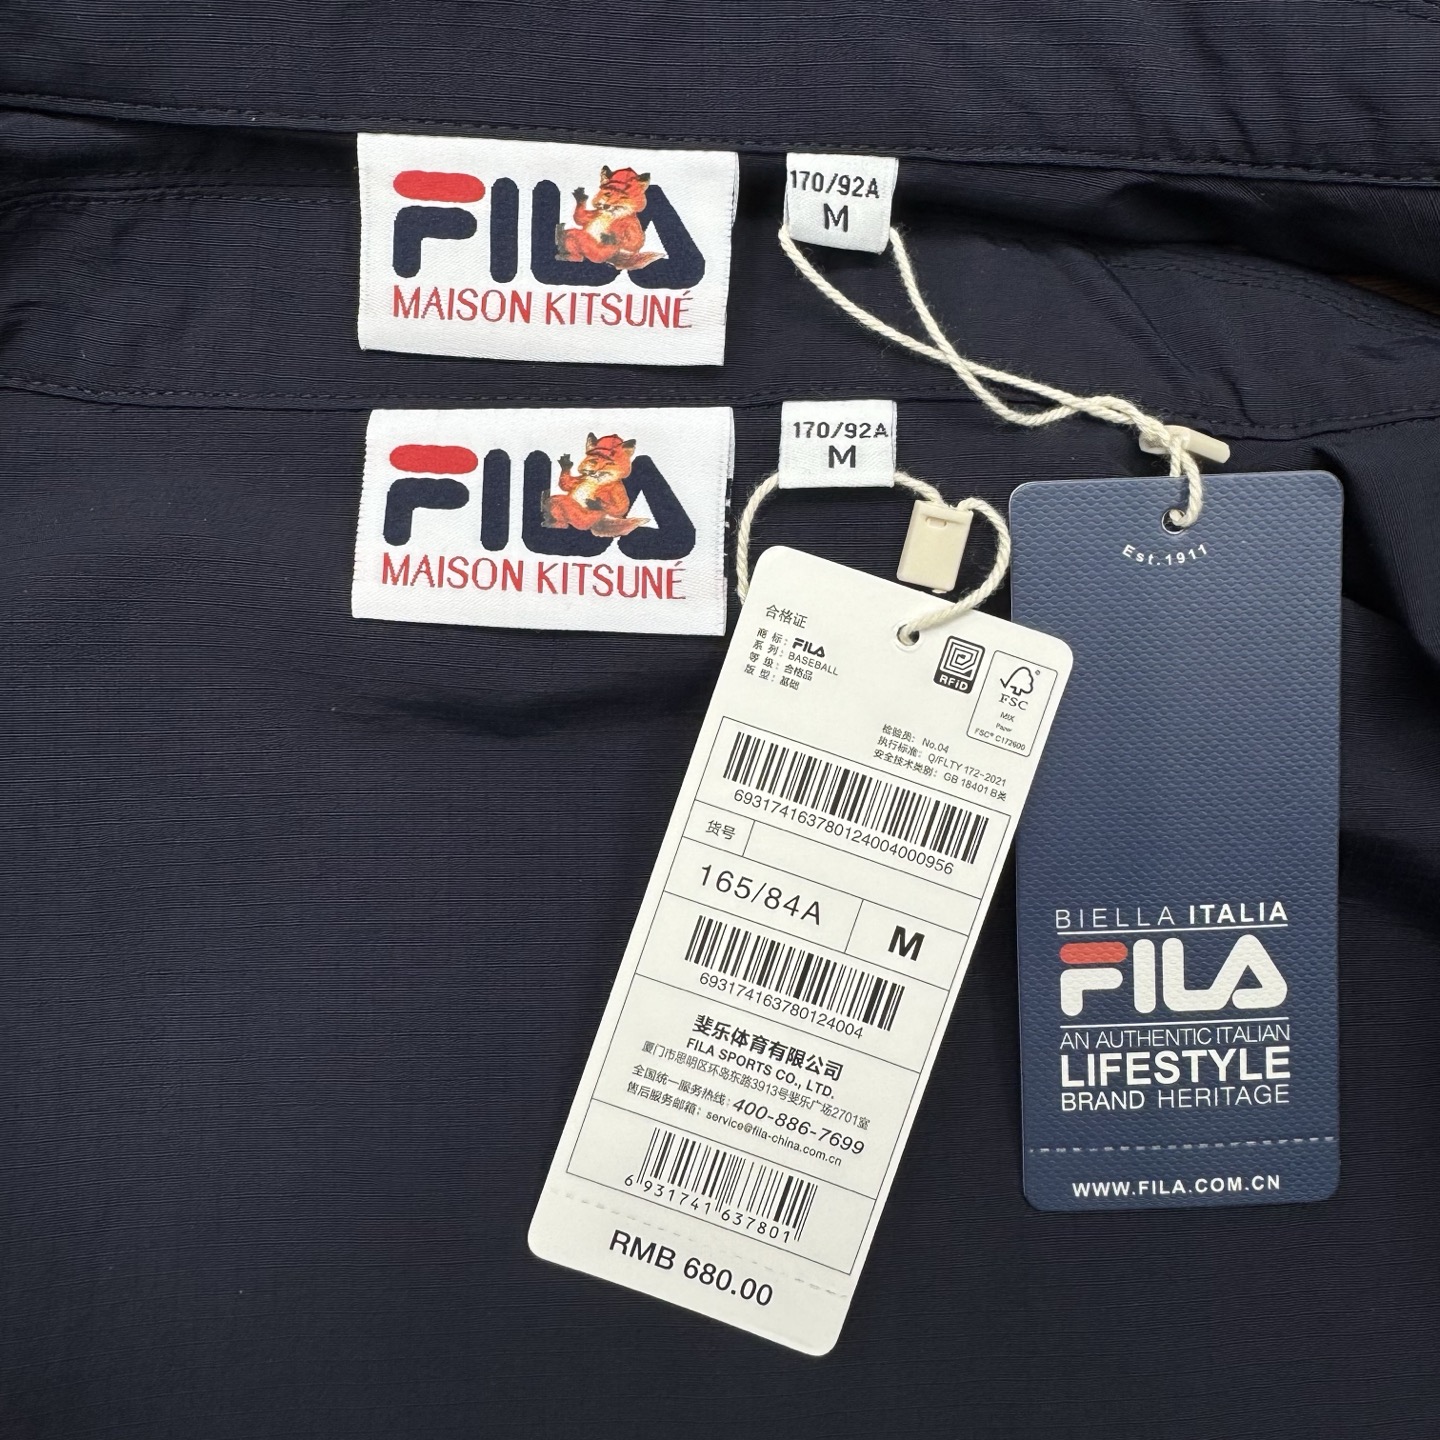 FILA
MAISON KITSUNÉ
170/92A
M
FILA
MAISON KITSUNÉ
170/92A
M
合格证
商 标：FILA
系 列：BASEBALL
等 级：合格品
版 型：基础
RFID
FSC
MIX
Paper
FSC® C172600
检验员：No.04
执行标准：Q/FLTY 172-2021
安全技术类别：GB 18401 B类
69317416378012400​4000956
货号
165/84A
M
693174163780124004
斐乐体育有限公司
FILA SPORTS CO., LTD.
厦门市思明区环岛东路3913号斐乐广场2701室
全国统一服务热线：400-886-7699
售后服务邮箱：service@fila-china.com.cn
6 931741 637801
RMB 680.00
Est.1911
BIELLA ITALIA
FILA
AN AUTHENTIC ITALIAN
LIFESTYLE
BRAND HERITAGE
WWW.FILA.COM.CN